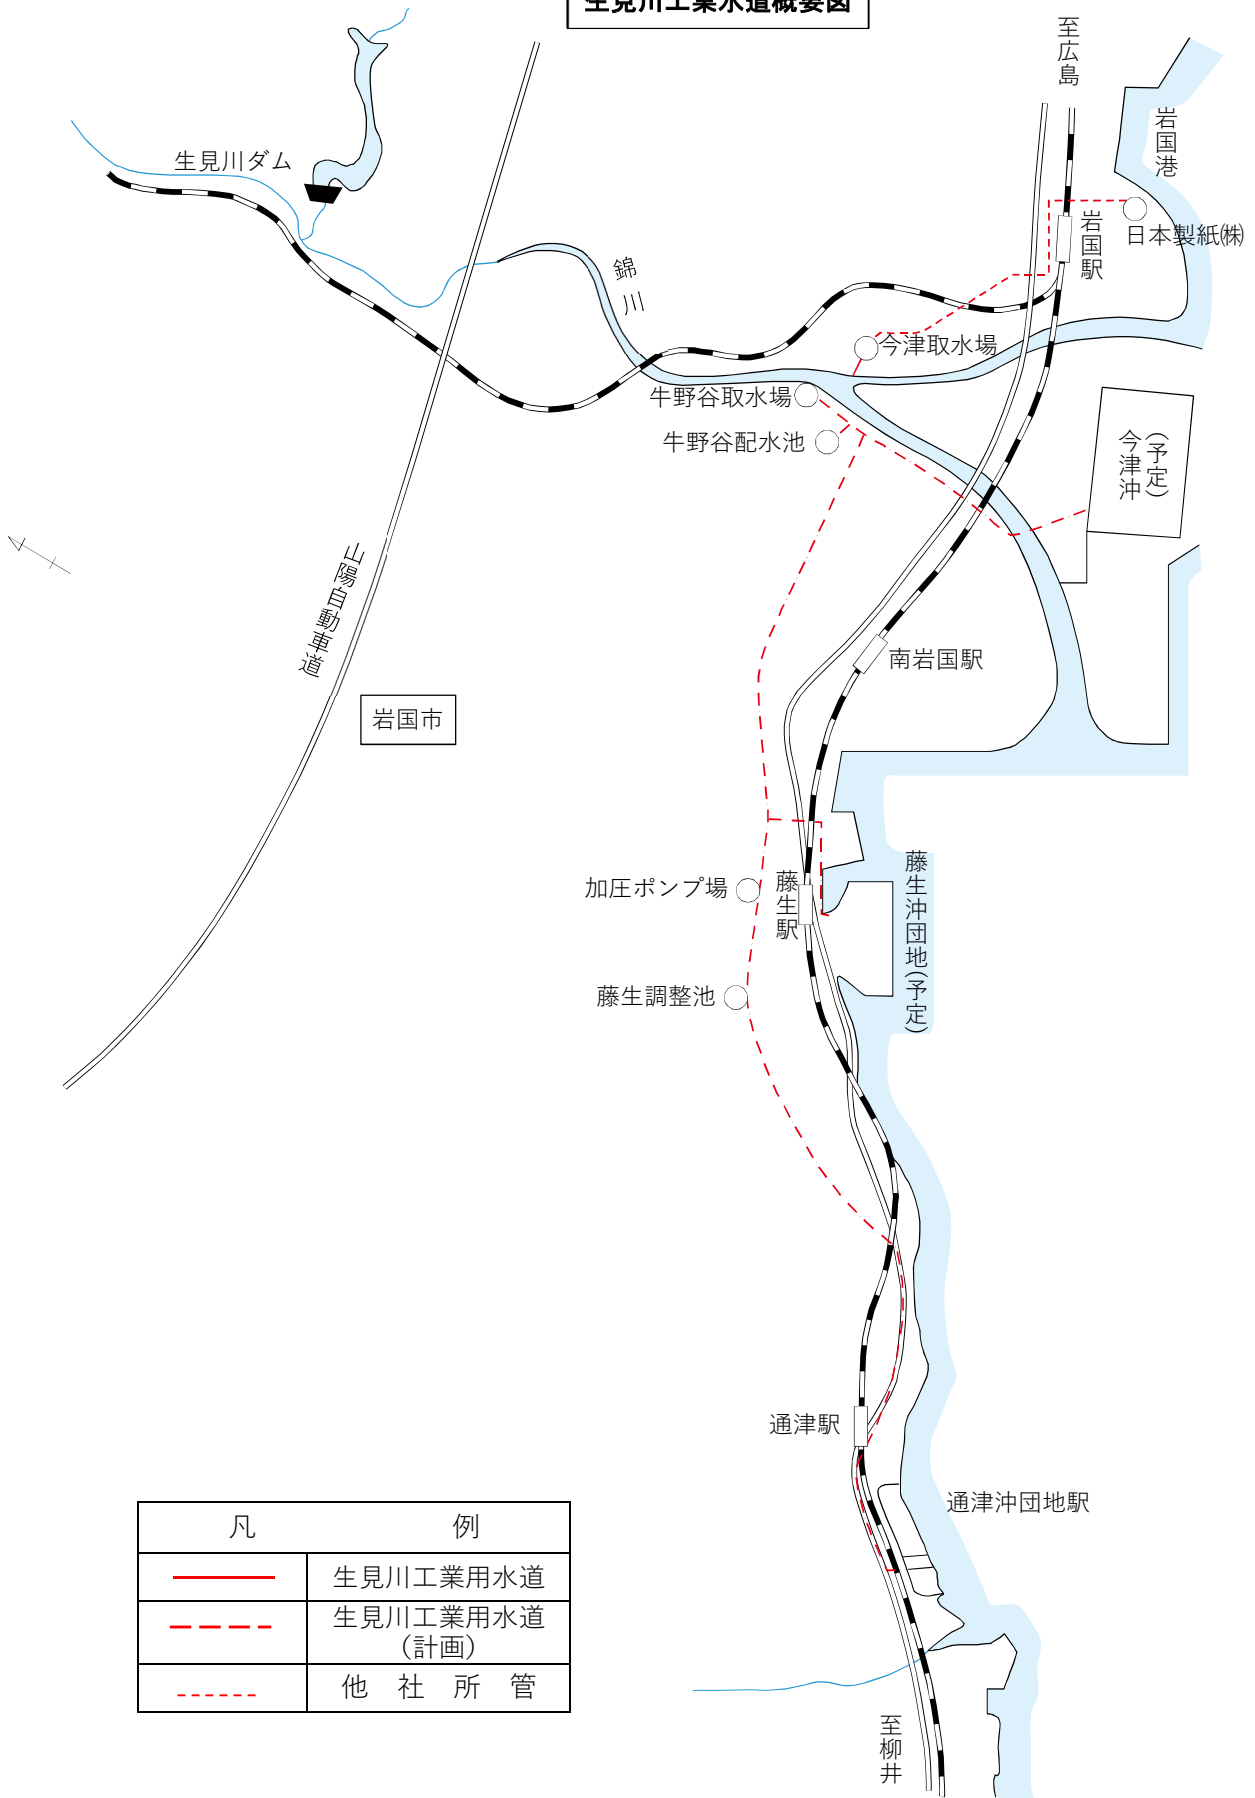 生見川工業水道概要図
至広島
岩国港
生見川ダム
岩国駅
日本製紙㈱
錦川
今津取水場
牛野谷取水場
牛野谷配水池
今津沖
(予定)
山陽自動車道
南岩国駅
岩国市
藤生沖団地(予定)
加圧ポンプ場
藤生駅
藤生調整池
通津駅
通津沖団地駅
凡 例
生見川工業用水道
生見川工業用水道
(計画)
他 社 所 管
至柳井